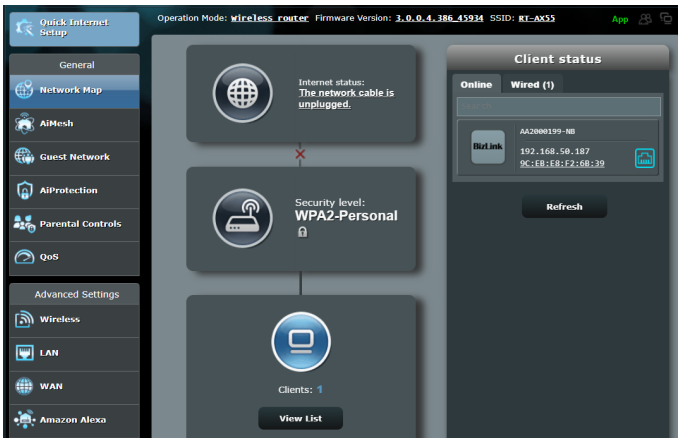 Quick Internet
Setup
Operation Mode: Wireless router Firmware Version: 3.0.0.4.386_45934 SSID: RT-AX55
App
General
Network Map
AiMesh
Guest Network
AiProtection
Parental Controls
QoS
Advanced Settings
Wireless
LAN
WAN
Amazon Alexa
Internet status:
The network cable is
unplugged.
Security level:
WPA2-Personal
Clients: 1
View List
Client status
Online Wired (1)
Search
BizLink
AA2000199-NB
192.168.50.187
9C:EB:E8:F2:6B:39
Refresh